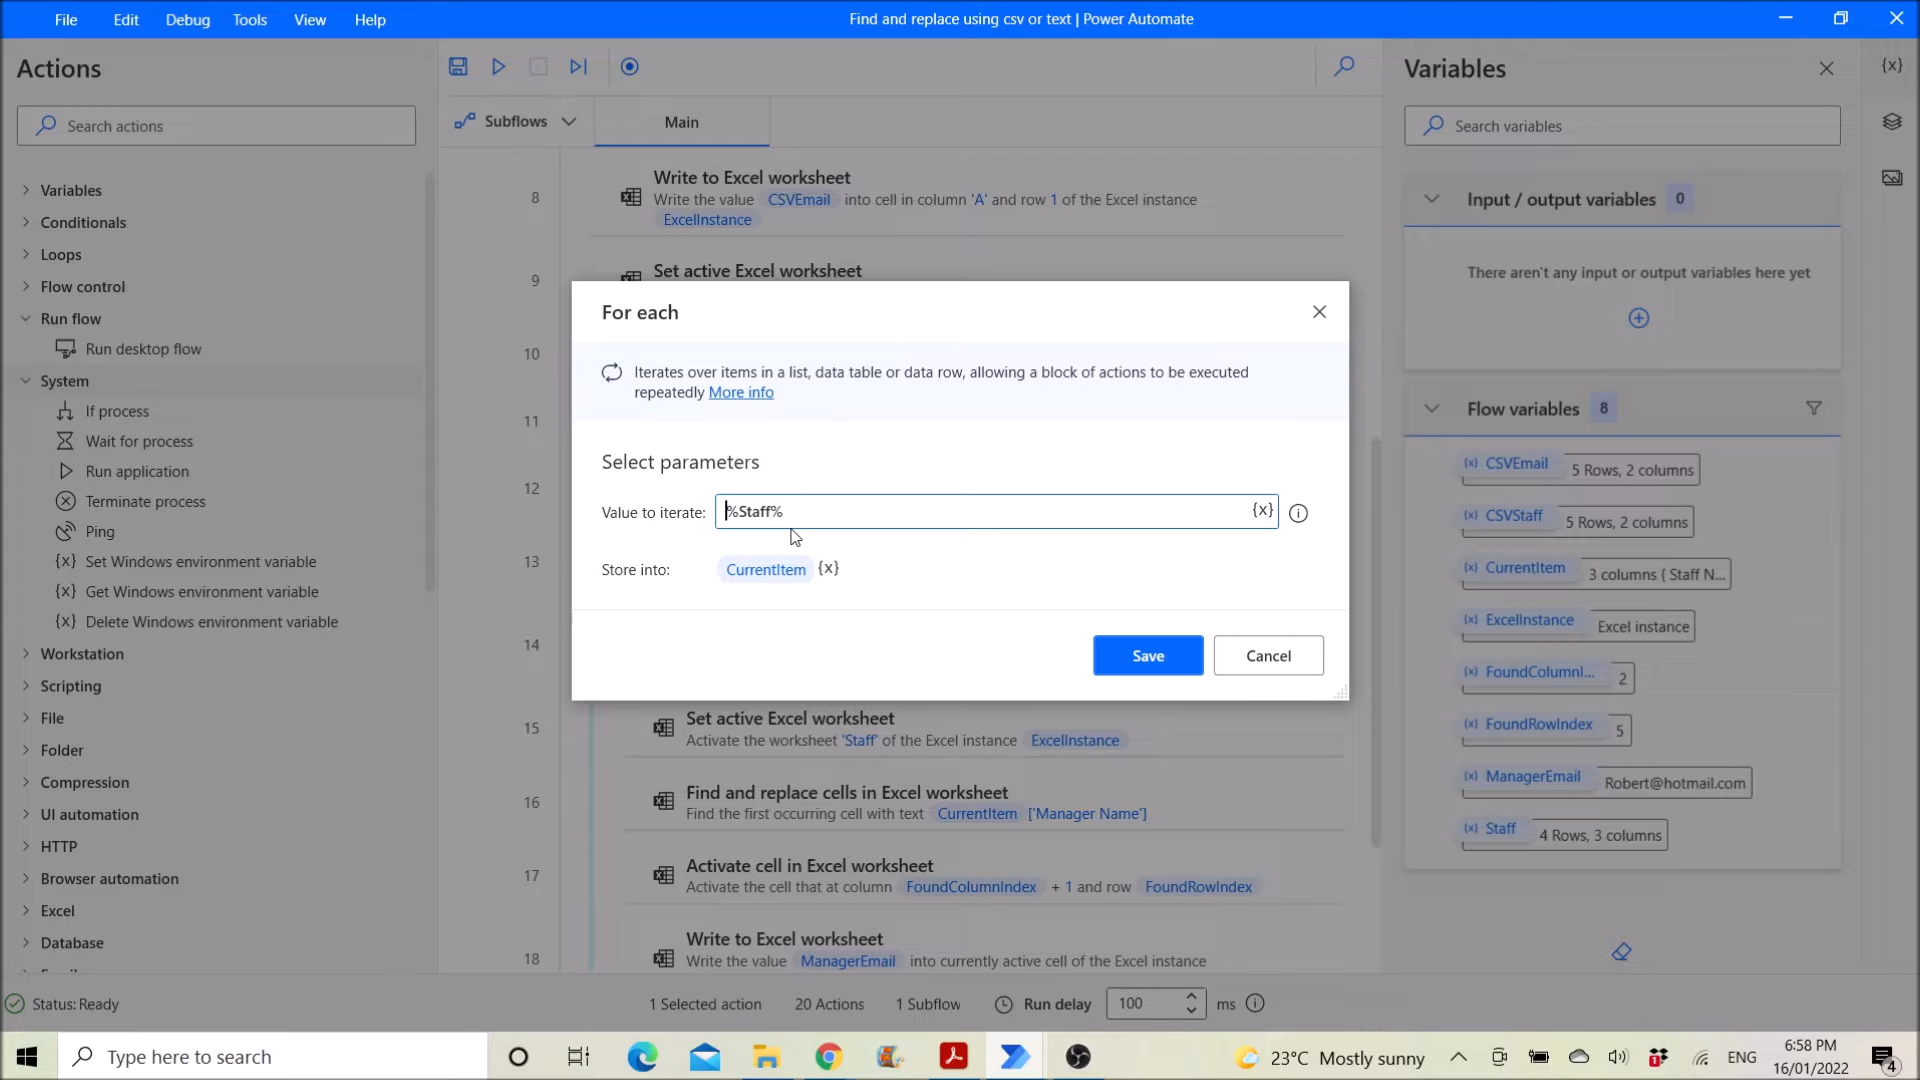 File Edit Debug Tools View Help
Find and replace using csv or text | Power Automate
Actions
Search actions
Variables
Conditionals
Loops
Flow control
Run flow
Run desktop flow
System
If process
Wait for process
Run application
Terminate process
Ping
{x} Set Windows environment variable
{x} Get Windows environment variable
{x} Delete Windows environment variable
Workstation
Scripting
File
Folder
Compression
UI automation
HTTP
Browser automation
Excel
Database
Subflows
Main
8
Write to Excel worksheet
Write the value CSVEmail into cell in column 'A' and row 1 of the Excel instance
ExcelInstance
9
Set active Excel worksheet
10
11
12
13
14
For each
Iterates over items in a list, data table or data row, allowing a block of actions to be executed
repeatedly More info
Select parameters
Value to iterate: %Staff% {x}
Store into: CurrentItem {x}
Save
Cancel
15
Set active Excel worksheet
Activate the worksheet 'Staff' of the Excel instance ExcelInstance
16
Find and replace cells in Excel worksheet
Find the first occurring cell with text CurrentItem ['Manager Name']
17
Activate cell in Excel worksheet
Activate the cell that at column FoundColumnIndex + 1 and row FoundRowIndex
18
Write to Excel worksheet
Write the value ManagerEmail into currently active cell of the Excel instance
Variables
{x}
Search variables
Input / output variables 0
There aren't any input or output variables here yet
Flow variables 8
(x) CSVEmail 5 Rows, 2 columns
(x) CSVStaff 5 Rows, 2 columns
(x) CurrentItem 3 columns { Staff N...
(x) ExcelInstance Excel instance
(x) FoundColumnI... 2
(x) FoundRowIndex 5
(x) ManagerEmail Robert@hotmail.com
(x) Staff 4 Rows, 3 columns
Status: Ready
1 Selected action
20 Actions
1 Subflow
Run delay 100 ms
Type here to search
23°C Mostly sunny
ENG
6:58 PM
16/01/2022
4